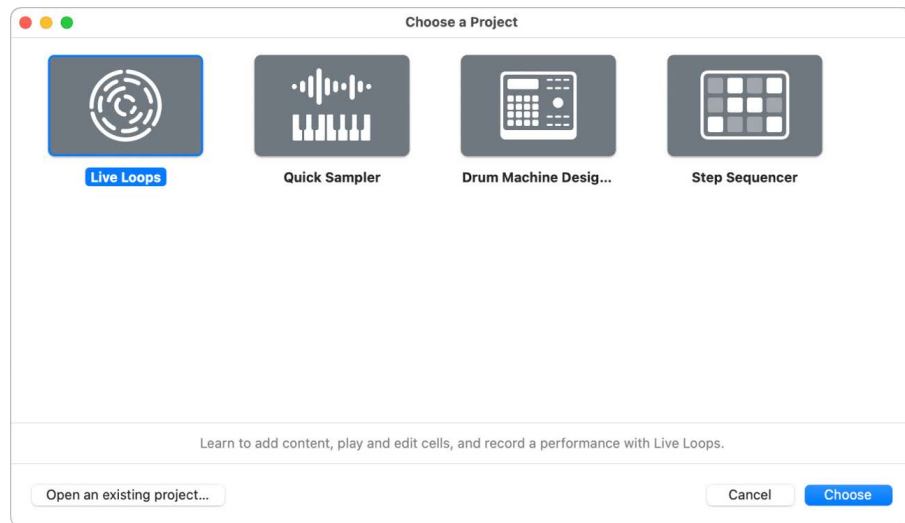 Choose a Project
Live Loops
Quick Sampler
Drum Machine Desig...
Step Sequencer
Learn to add content, play and edit cells, and record a performance with Live Loops.
Open an existing project...
Cancel
Choose